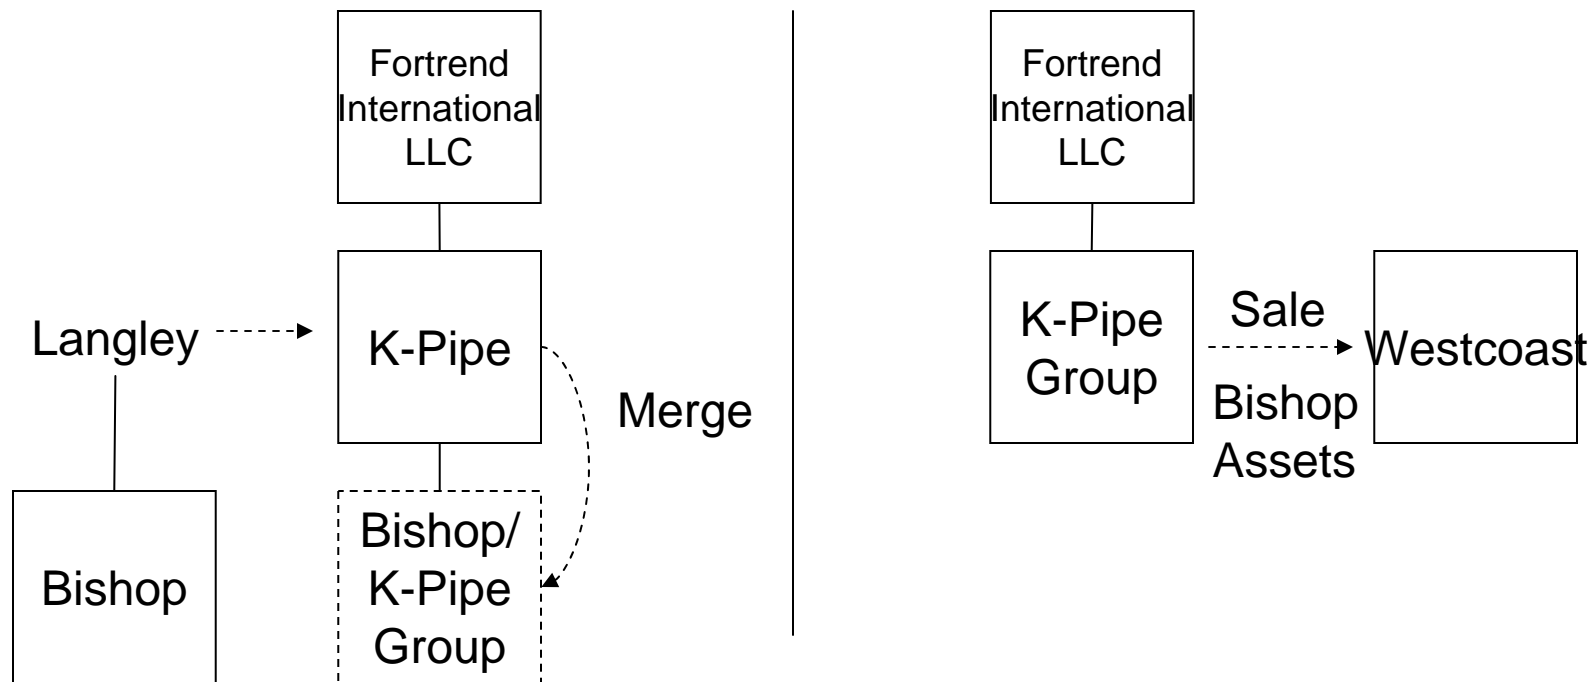 Fortrend
International
LLC
Langley
K-Pipe
Merge
Bishop
Bishop/
K-Pipe
Group
Fortrend
International
LLC
K-Pipe
Group
Sale
Bishop
Assets
Westcoast